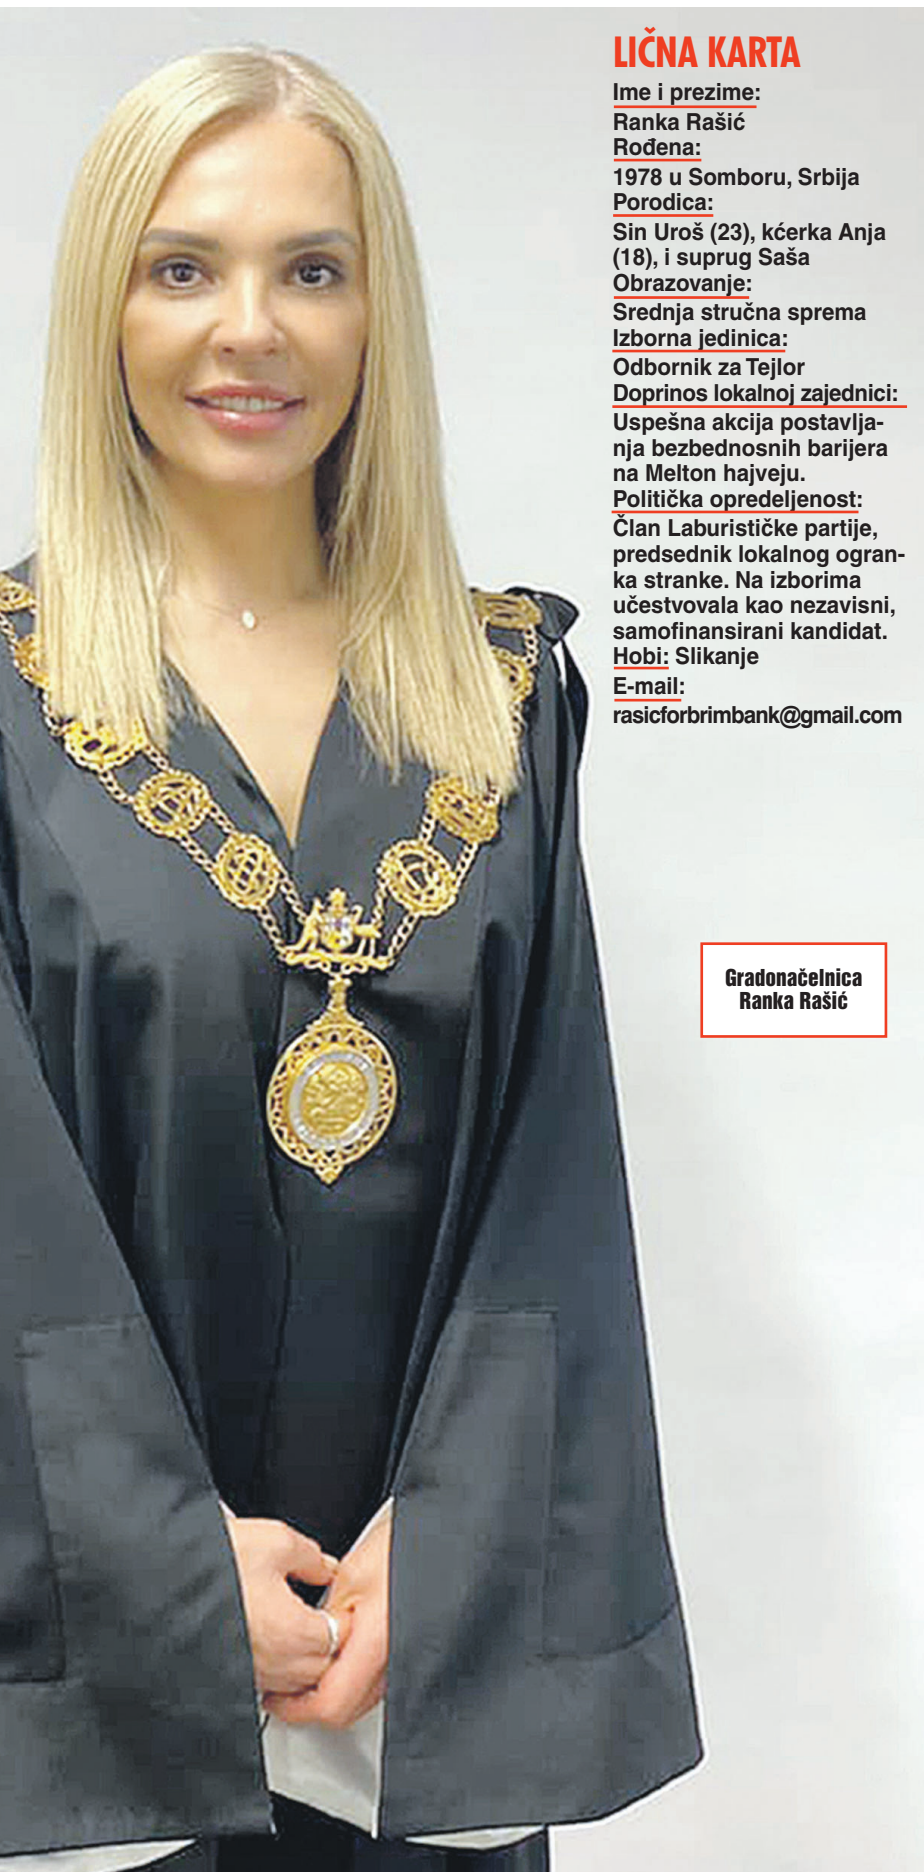 LIČNA KARTA
Ime i prezime:
Ranka Rašić
Rođena:
1978 u Somboru, Srbija
Porodica:
Sin Uroš (23), kćerka Anja
(18), i suprug Saša
Obrazovanje:
Srednja stručna sprema
Izborna jedinica:
Odbornik za Tejlor
Doprinos lokalnoj zajednici:
Uspešna akcija postavlja-
nja bezbednosnih barijera
na Melton hajveju.
Politička opredeljenost:
Član Laburističke partije,
predsednik lokalnog ogran-
ka stranke. Na izborima
učestvovala kao nezavisni,
samofinansirani kandidat.
Hobi: Slikanje
E-mail:
rasicforbrimbank@gmail.com
Gradonačelnica
Ranka Rašić